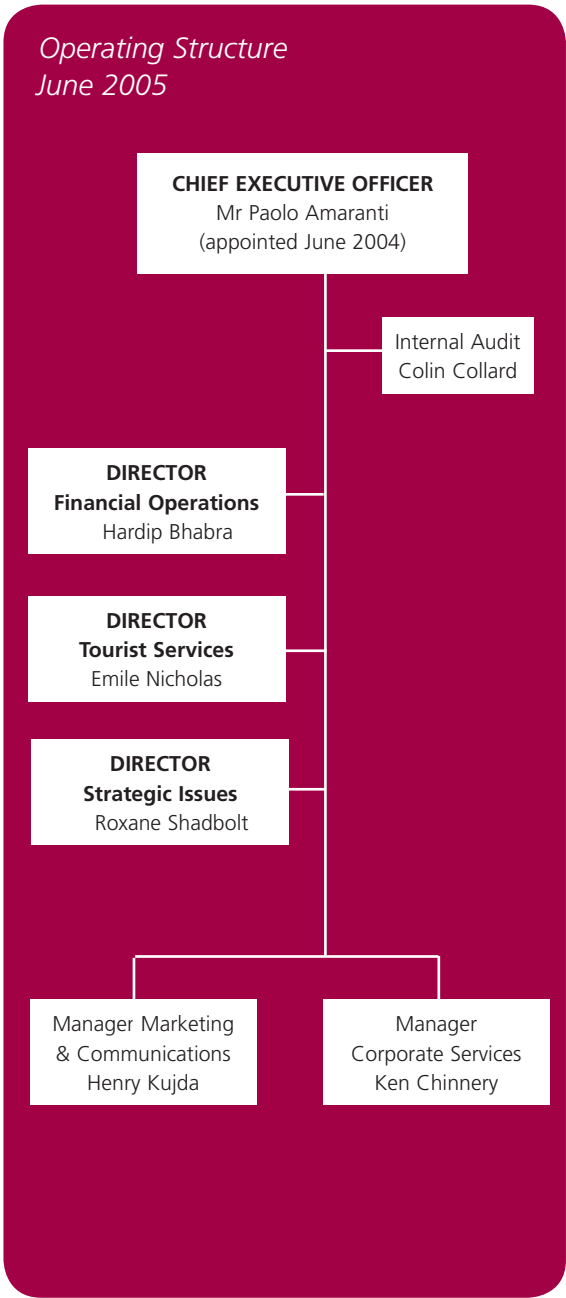 Operating Structure
June 2005
CHIEF EXECUTIVE OFFICER
Mr Paolo Amaranti
(appointed June 2004)
Internal Audit
Colin Collard
DIRECTOR
Financial Operations
Hardip Bhabra
DIRECTOR
Tourist Services
Emile Nicholas
DIRECTOR
Strategic Issues
Roxane Shadbolt
Manager Marketing
& Communications
Henry Kujda
Manager
Corporate Services
Ken Chinnery